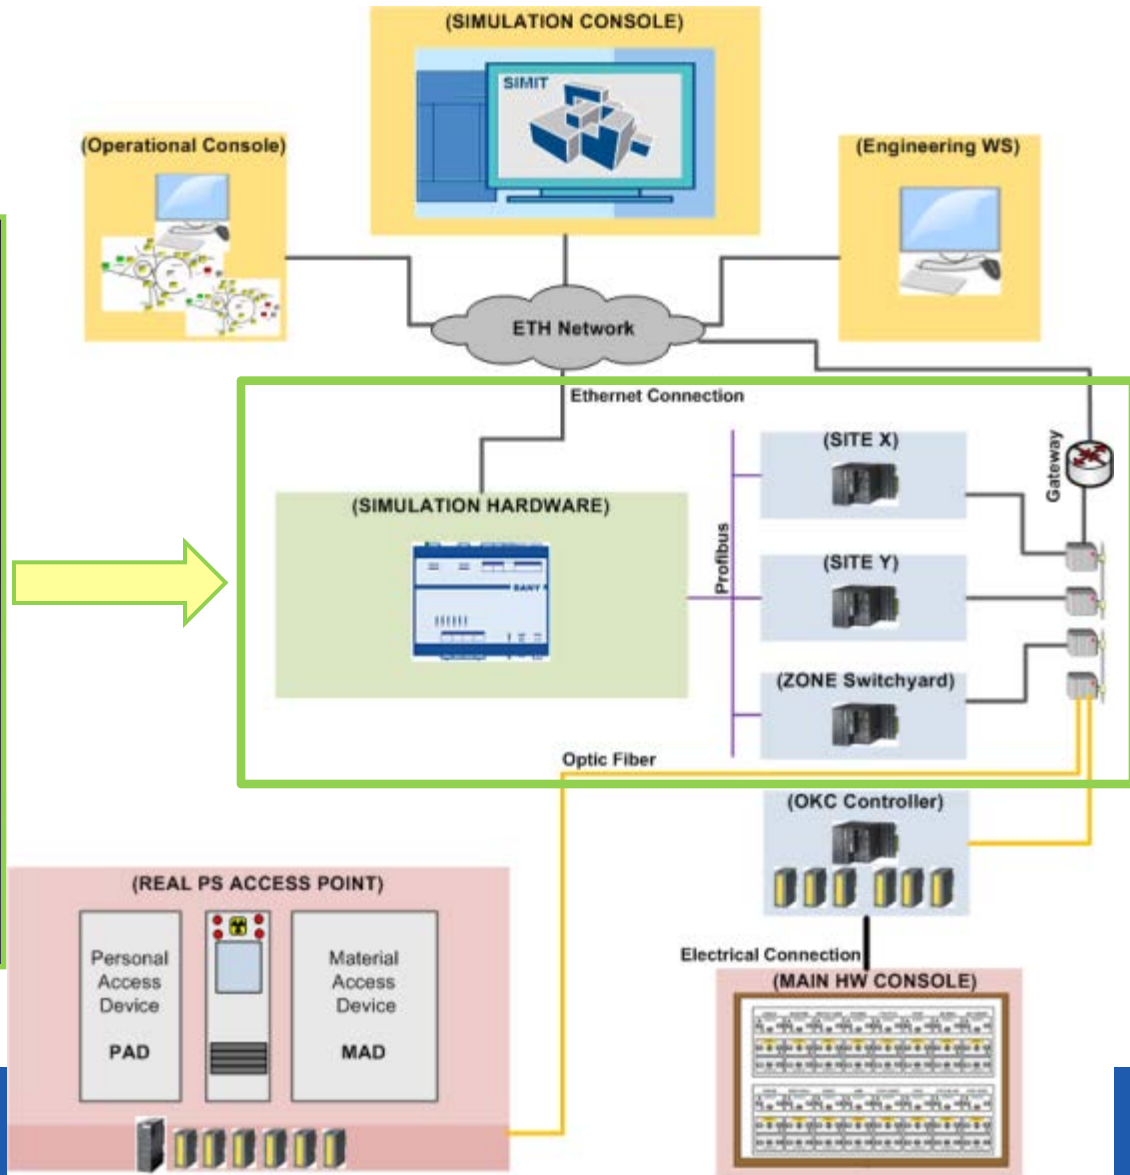 (SIMULATION CONSOLE)
SIMIT
(Operational Console)
(Engineering WS)
ETH Network
Ethernet Connection
(SITE X)
Gateway
(SIMULATION HARDWARE)
Profibus
(SITE Y)
(ZONE Switchyard)
Optic Fiber
(OKC Controller)
(REAL PS ACCESS POINT)
Personal
Access
Device
PAD
Material
Access
Device
MAD
Electrical Connection
(MAIN HW CONSOLE)